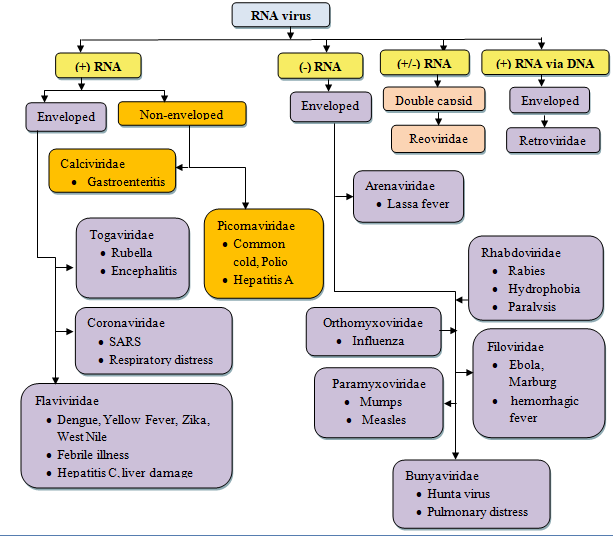 RNA virus
(+) RNA
(-) RNA
(+/-) RNA
(+) RNA via DNA
Enveloped
Non-enveloped
Enveloped
Double capsid
Enveloped
Reoviridae
Retroviridae
Calciviridae
• Gastroenteritis
Arenaviridae
• Lassa fever
Picornaviridae
• Common
cold, Polio
• Hepatitis A
Togaviridae
• Rubella
• Encephalitis
Rhabdoviridae
• Rabies
• Hydrophobia
• Paralysis
Coronaviridae
• SARS
• Respiratory distress
Orthomyxoviridae
• Influenza
Filoviridae
• Ebola,
Marburg
• hemorrhagic
fever
Paramyxoviridae
• Mumps
• Measles
Flaviviridae
• Dengue, Yellow Fever, Zika,
West Nile
• Febrile illness
• Hepatitis C, liver damage
Bunyaviridae
• Hunta virus
• Pulmonary distress